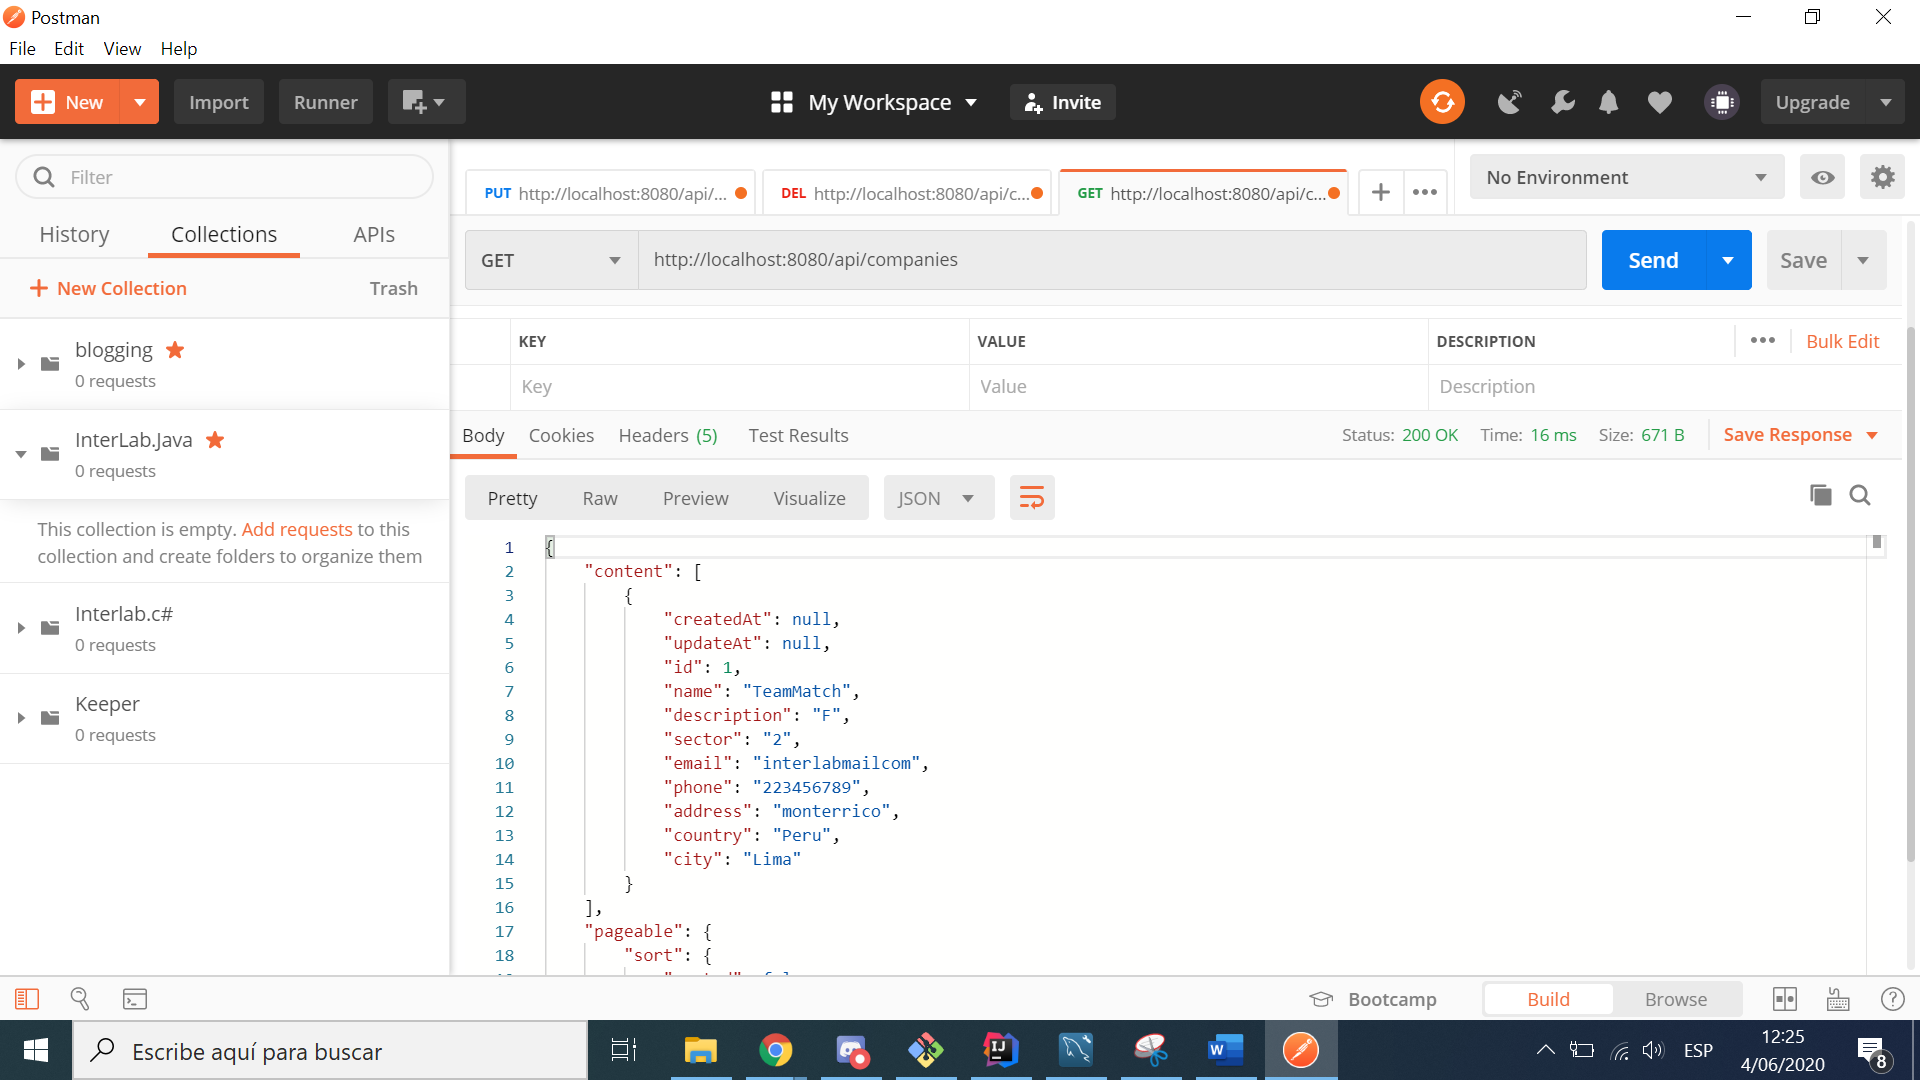 Postman
File Edit View Help
New Import Runner My Workspace Invite Upgrade
Filter
History Collections APIs
New Collection Trash
blogging
0 requests
InterLab.Java
0 requests
This collection is empty. Add requests to this
collection and create folders to organize them
Interlab.c#
0 requests
Keeper
0 requests
PUT http://localhost:8080/api/...
DEL http://localhost:8080/api/c...
GET http://localhost:8080/api/c...
No Environment
GET http://localhost:8080/api/companies Send Save
KEY VALUE DESCRIPTION Bulk Edit
Key Value Description
Body Cookies Headers (5) Test Results Status: 200 OK Time: 16 ms Size: 671 B Save Response
Pretty Raw Preview Visualize JSON
1 {
2 "content": [
3 {
4 "createdAt": null,
5 "updateAt": null,
6 "id": 1,
7 "name": "TeamMatch",
8 "description": "F",
9 "sector": "2",
10 "email": "interlabmailcom",
11 "phone": "223456789",
12 "address": "monterrico",
13 "country": "Peru",
14 "city": "Lima"
15 }
16 ],
17 "pageable": {
18 "sort": {
Bootcamp Build Browse
Escribe aquí para buscar
ESP
12:25
4/06/2020
8